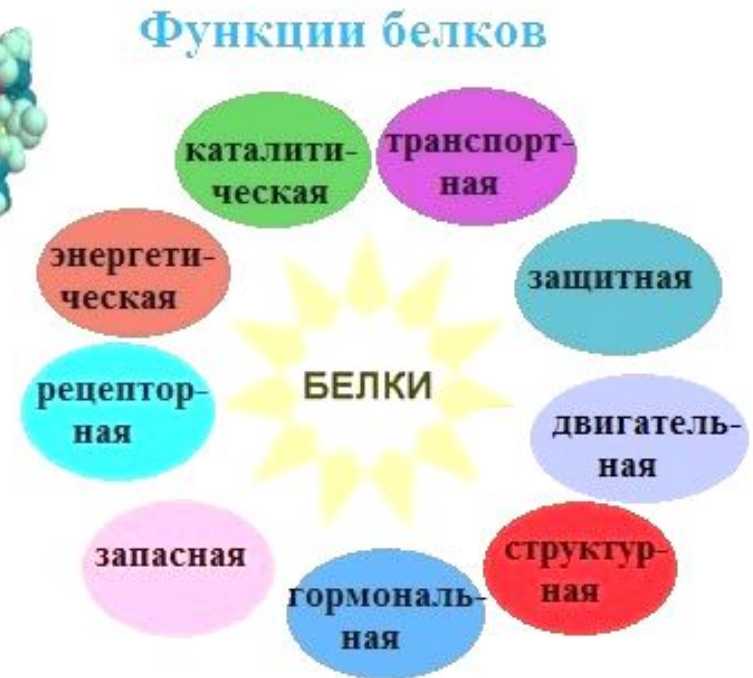 Функции белков
каталити-
ческая
транспорт-
ная
энергети-
ческая
защитная
БЕЛКИ
рецептор-
ная
двигатель-
ная
запасная
структур-
ная
гормональ-
ная